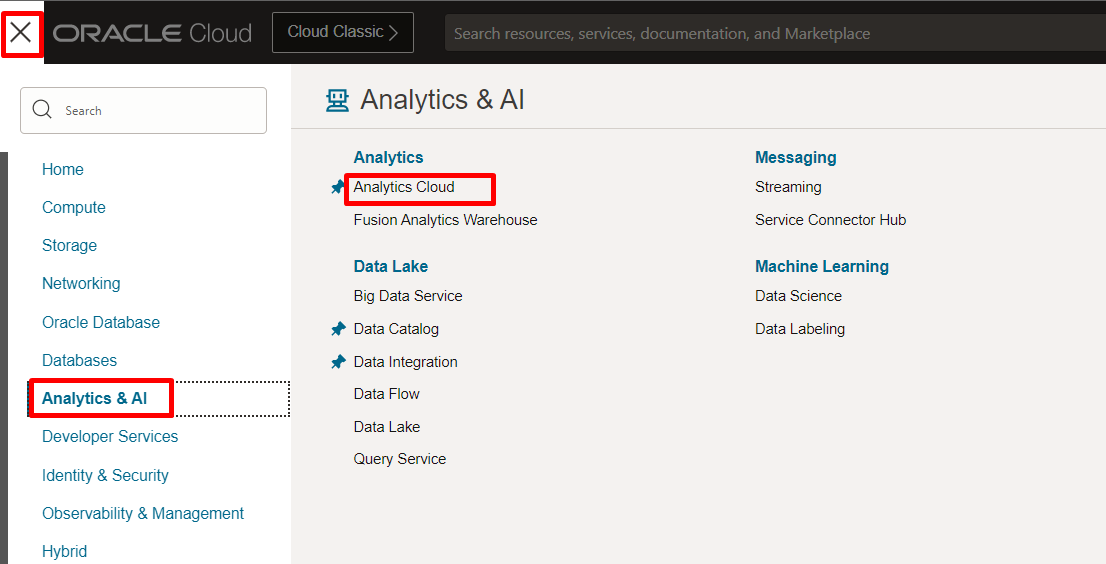 ORACLE Cloud
Cloud Classic
Search resources, services, documentation, and Marketplace
Search
Home
Compute
Storage
Networking
Oracle Database
Databases
Analytics & AI
Developer Services
Identity & Security
Observability & Management
Hybrid
Analytics & AI
Analytics
Analytics Cloud
Fusion Analytics Warehouse
Data Lake
Big Data Service
Data Catalog
Data Integration
Data Flow
Data Lake
Query Service
Messaging
Streaming
Service Connector Hub
Machine Learning
Data Science
Data Labeling